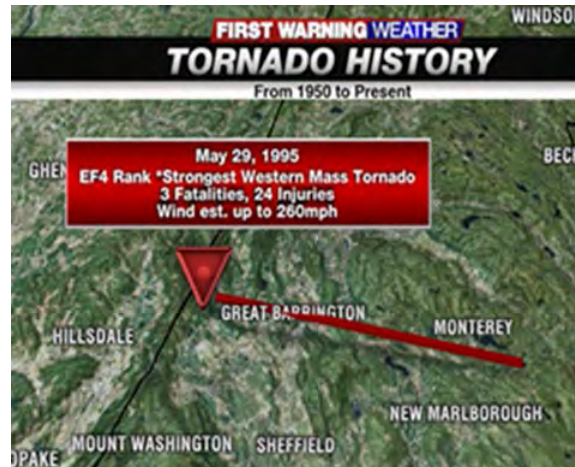 WINDSO
FIRST WARNING WEATHER
TORNADO HISTORY
From 1950 to Present
May 29, 1995
EF4 Rank *Strongest Western Mass Tornado
3 Fatalities, 24 Injuries
Wind est. up to 260mph
GHEN
BECK
GREAT BARRINGTON
HILLSDALE
MONTEREY
NEW MARLBOROUGH
MOUNT WASHINGTON
SHEFFIELD
OPAKE